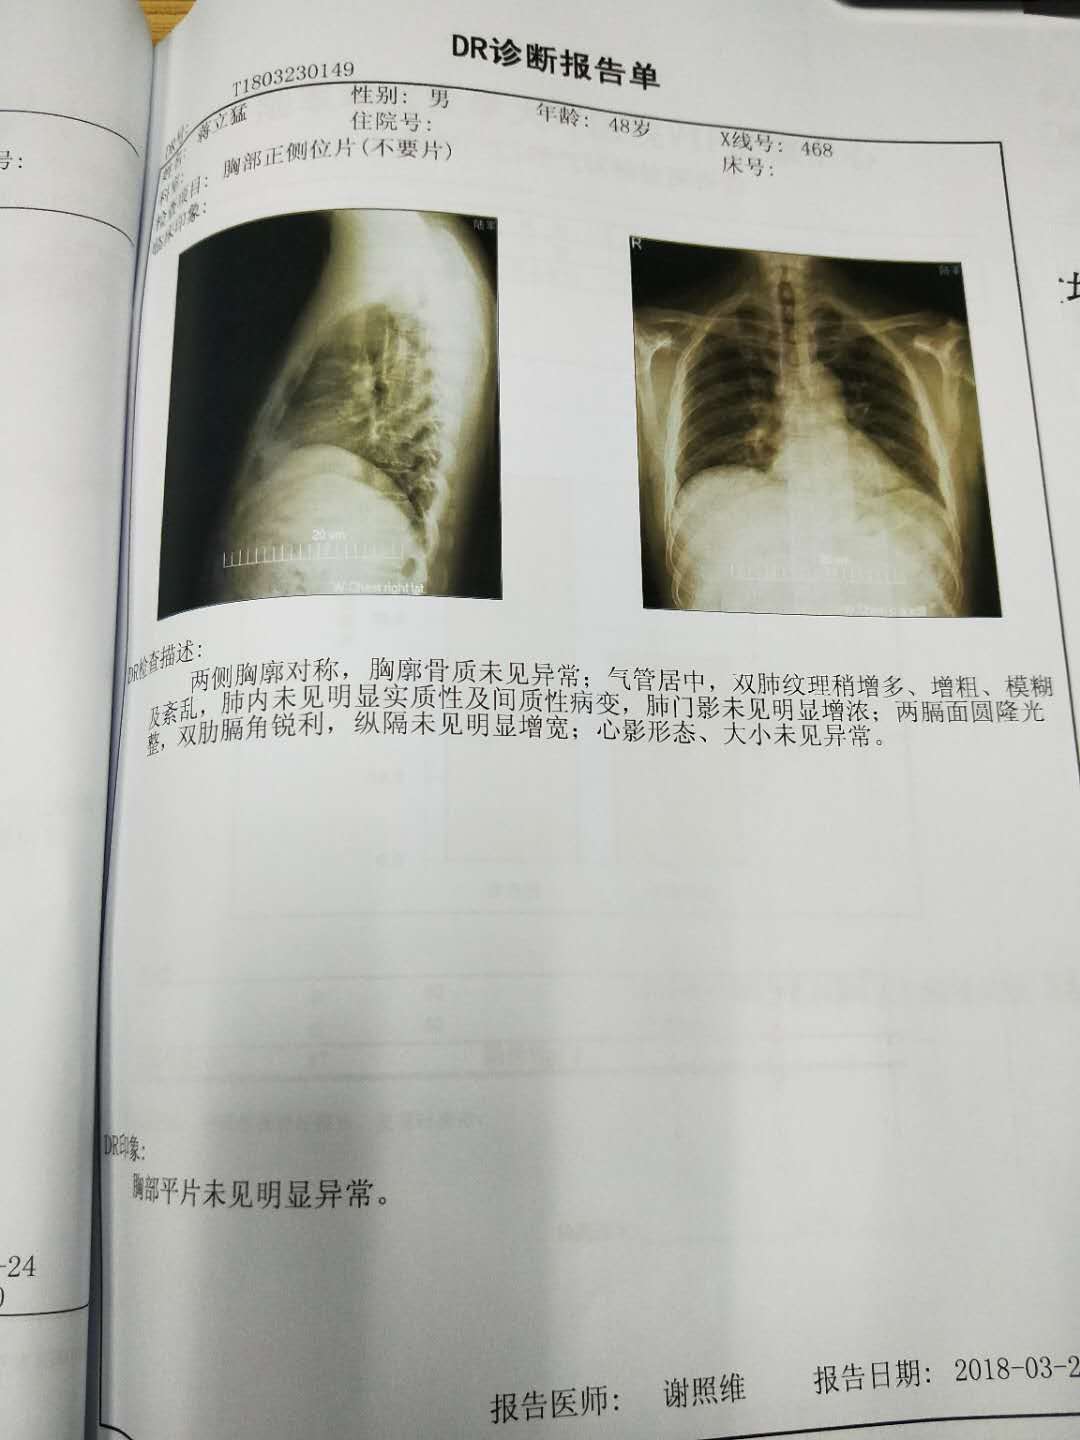 DR诊断报告单
T1803230149
蒋立猛
性别: 男
年龄: 48岁
X线号: 468
科室:
住院号:
床号:
检查项目: 胸部正侧位片(不要片)
临床印象:
陆军
20 cm
W Chest right lat
R
陆军
DR检查描述:
两侧胸廓对称，胸廓骨质未见异常；气管居中，双肺纹理稍增多、增粗、模糊
及紊乱，肺内未见明显实质性及间质性病变，肺门影未见明显增浓；两膈面圆隆光
整，双肋膈角锐利，纵隔未见明显增宽；心影形态、大小未见异常。
DR印象:
胸部平片未见明显异常。
报告医师: 谢照维
报告日期: 2018-03-2
号:
-24